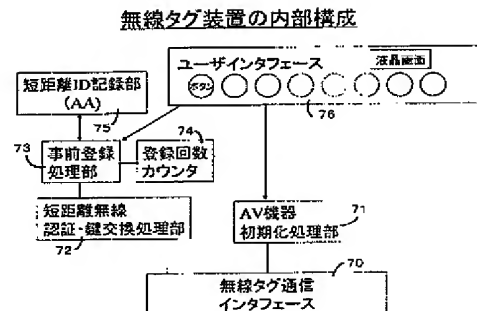 無線タグ装置の内部構成
ユーザインタフェース
液晶画面
ボタン
76
短距離ID記録部
(AA)
75
73
事前登録
処理部
74
登録回数
カウンタ
短距離無線
認証・鍵交換処理部
72
AV機器
初期化処理部
71
70
無線タグ通信
インタフェース